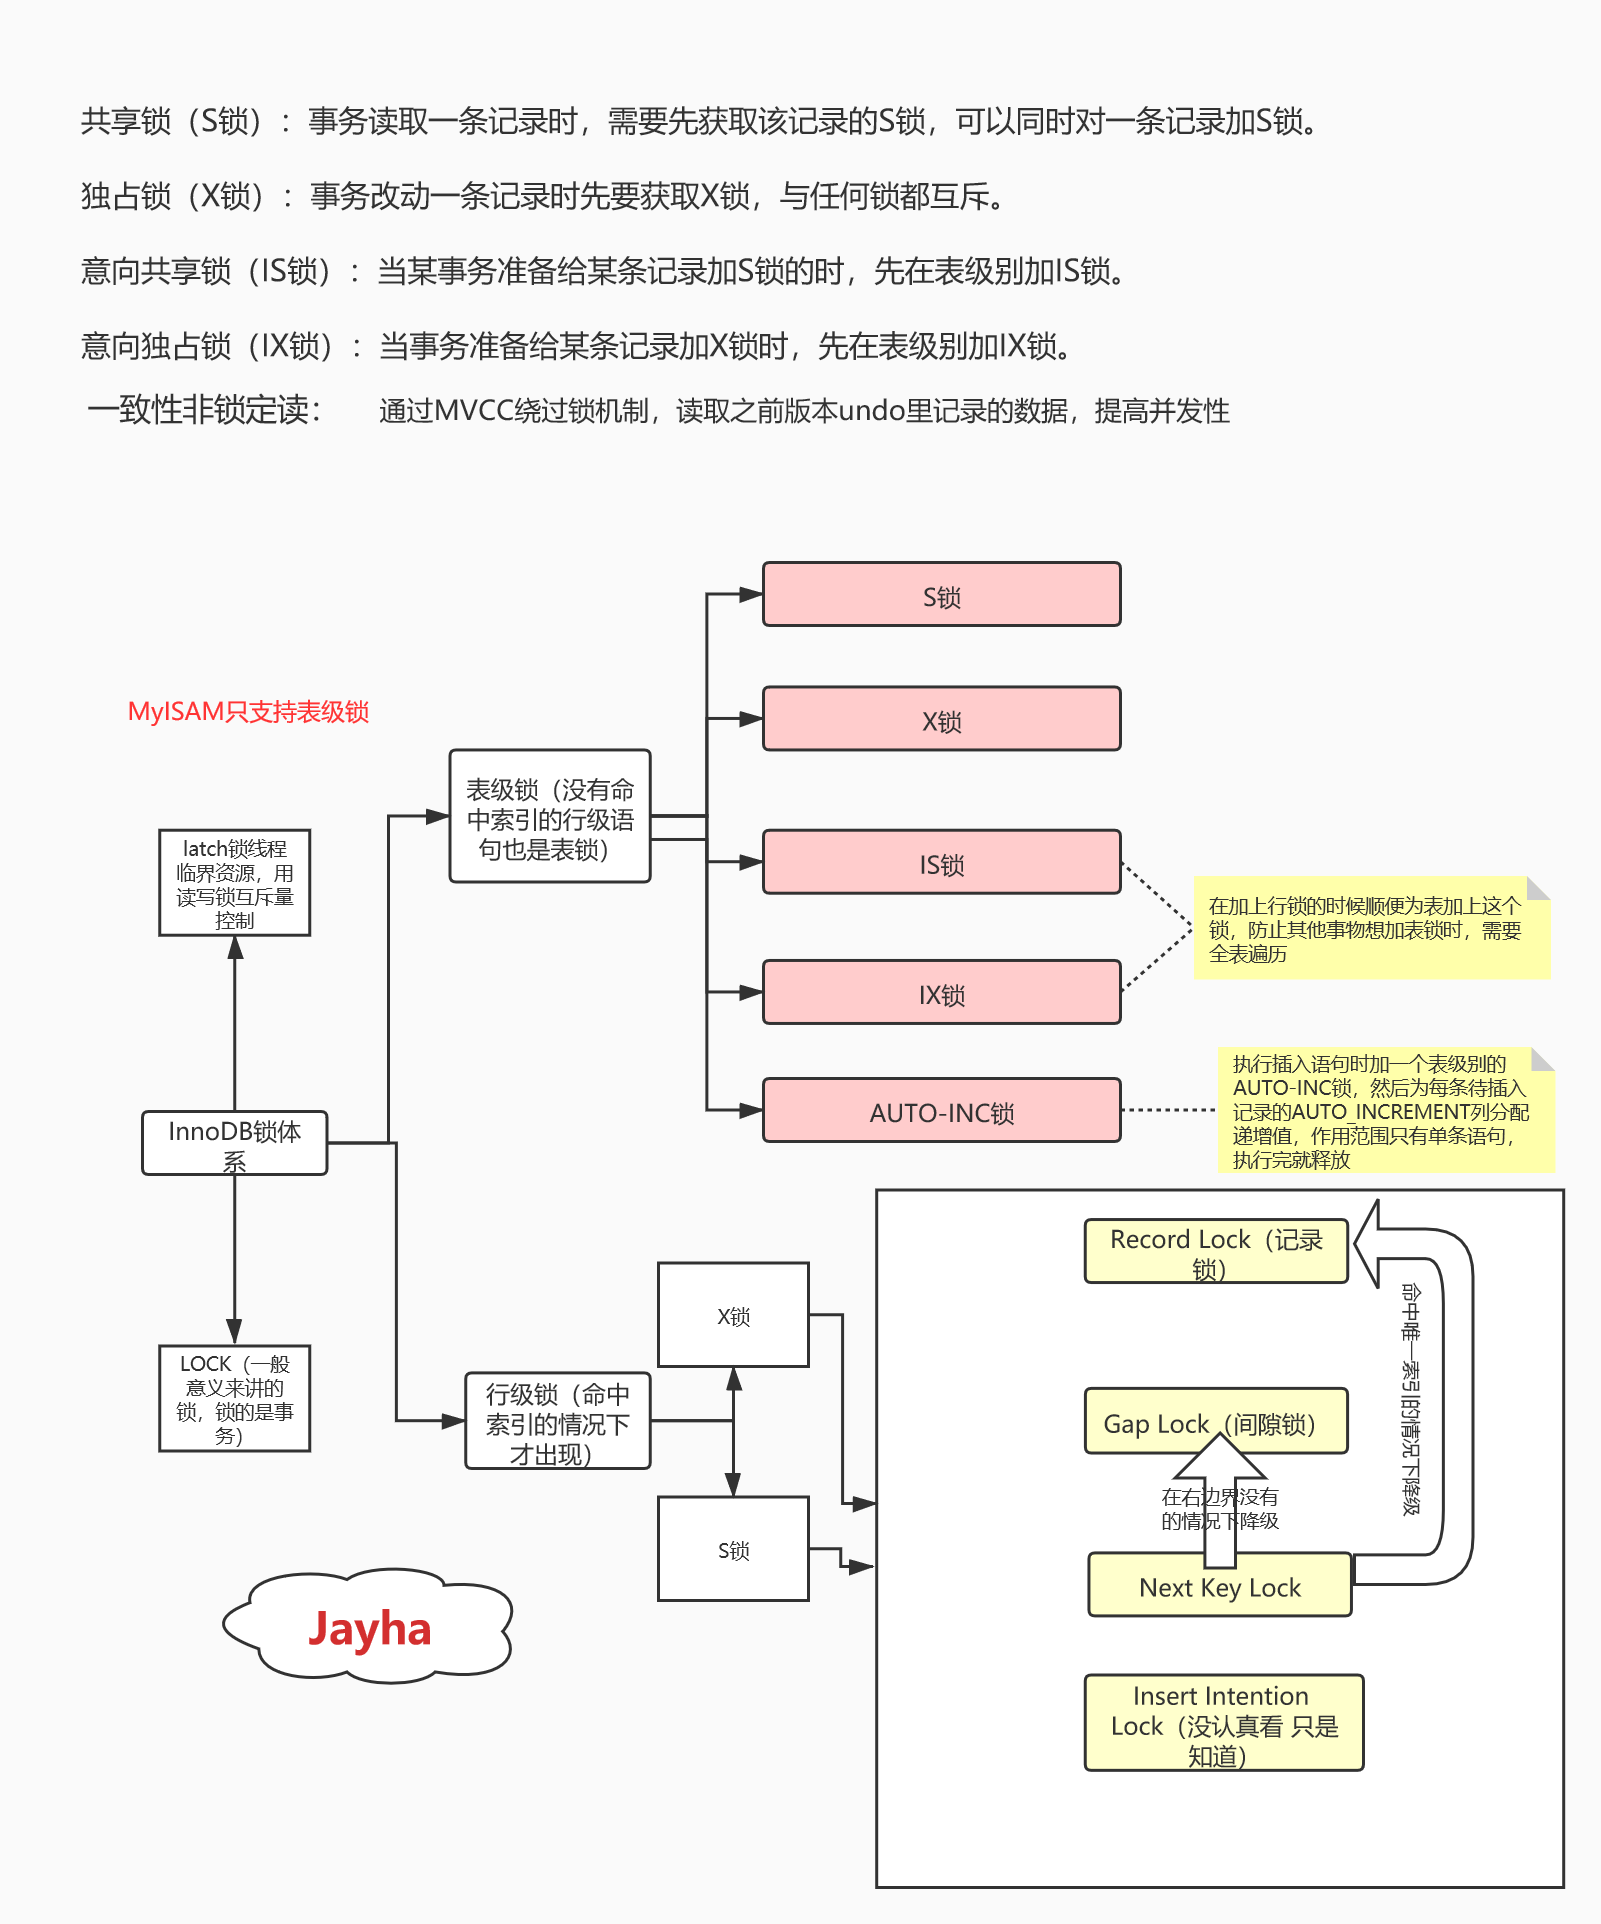 共享锁（S锁）：事务读取一条记录时，需要先获取该记录的S锁，可以同时对一条记录加S锁。
独占锁（X锁）：事务改动一条记录时先要获取X锁，与任何锁都互斥。
意向共享锁（IS锁）：当某事务准备给某条记录加S锁的时，先在表级别加IS锁。
意向独占锁（IX锁）：当事务准备给某条记录加X锁时，先在表级别加IX锁。
一致性非锁定读：
通过MVCC绕过锁机制，读取之前版本undo里记录的数据，提高并发性
S锁
MyISAM只支持表级锁
X锁
表级锁（没有命
中索引的行级语
句也是表锁）
latch锁线程
临界资源，用
读写锁互斥量
控制
IS锁
在加上行锁的时候顺便为表加上这个
锁，防止其他事物想加表锁时，需要
全表遍历
IX锁
AUTO-INC锁
执行插入语句时加一个表级别的
AUTO-INC锁，然后为每条待插入
记录的AUTO_INCREMENT列分配
递增值，作用范围只有单条语句，
执行完就释放
InnoDB锁体
系
LOCK（一般
意义来讲的
锁，锁的是事
务）
行级锁（命中
索引的情况下
才出现）
X锁
S锁
Record Lock（记录
锁）
命中唯一索引的情况下降级
Gap Lock（间隙锁）
在右边界没有
的情况下降级
Next Key Lock
Insert Intention
Lock（没认真看 只是
知道）
Jayha